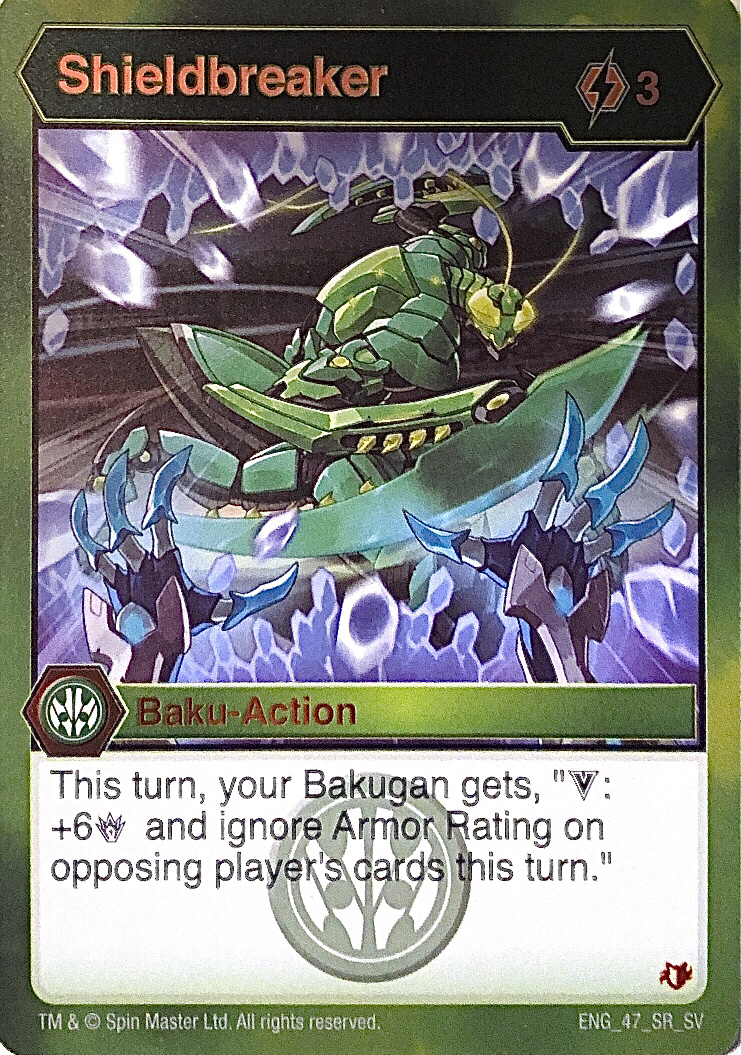 Shieldbreaker
3
Baku-Action
This turn, your Bakugan gets, " :
+6 and ignore Armor Rating on
opposing player's cards this turn."
TM & © Spin Master Ltd. All rights reserved.
ENG_47_SR_SV